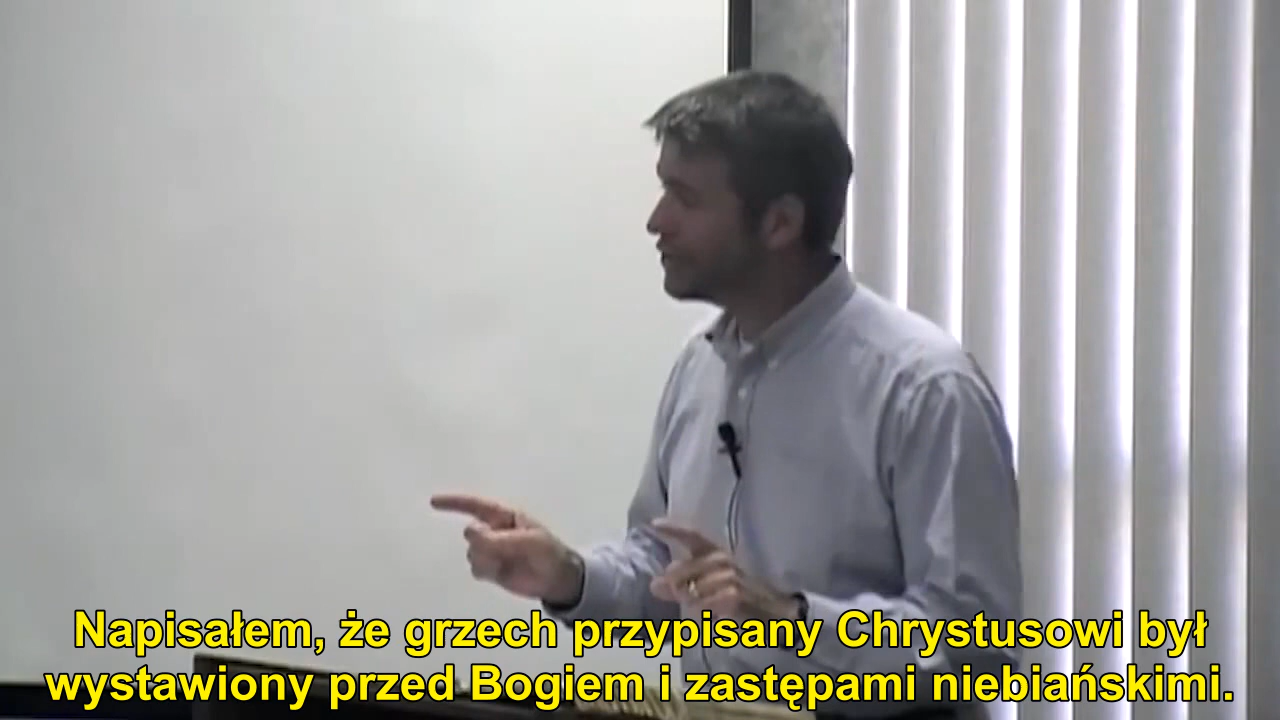 Napisałem, że grzech przypisany Chrystusowi był
wystawiony przed Bogiem i zastępami niebiańskimi.